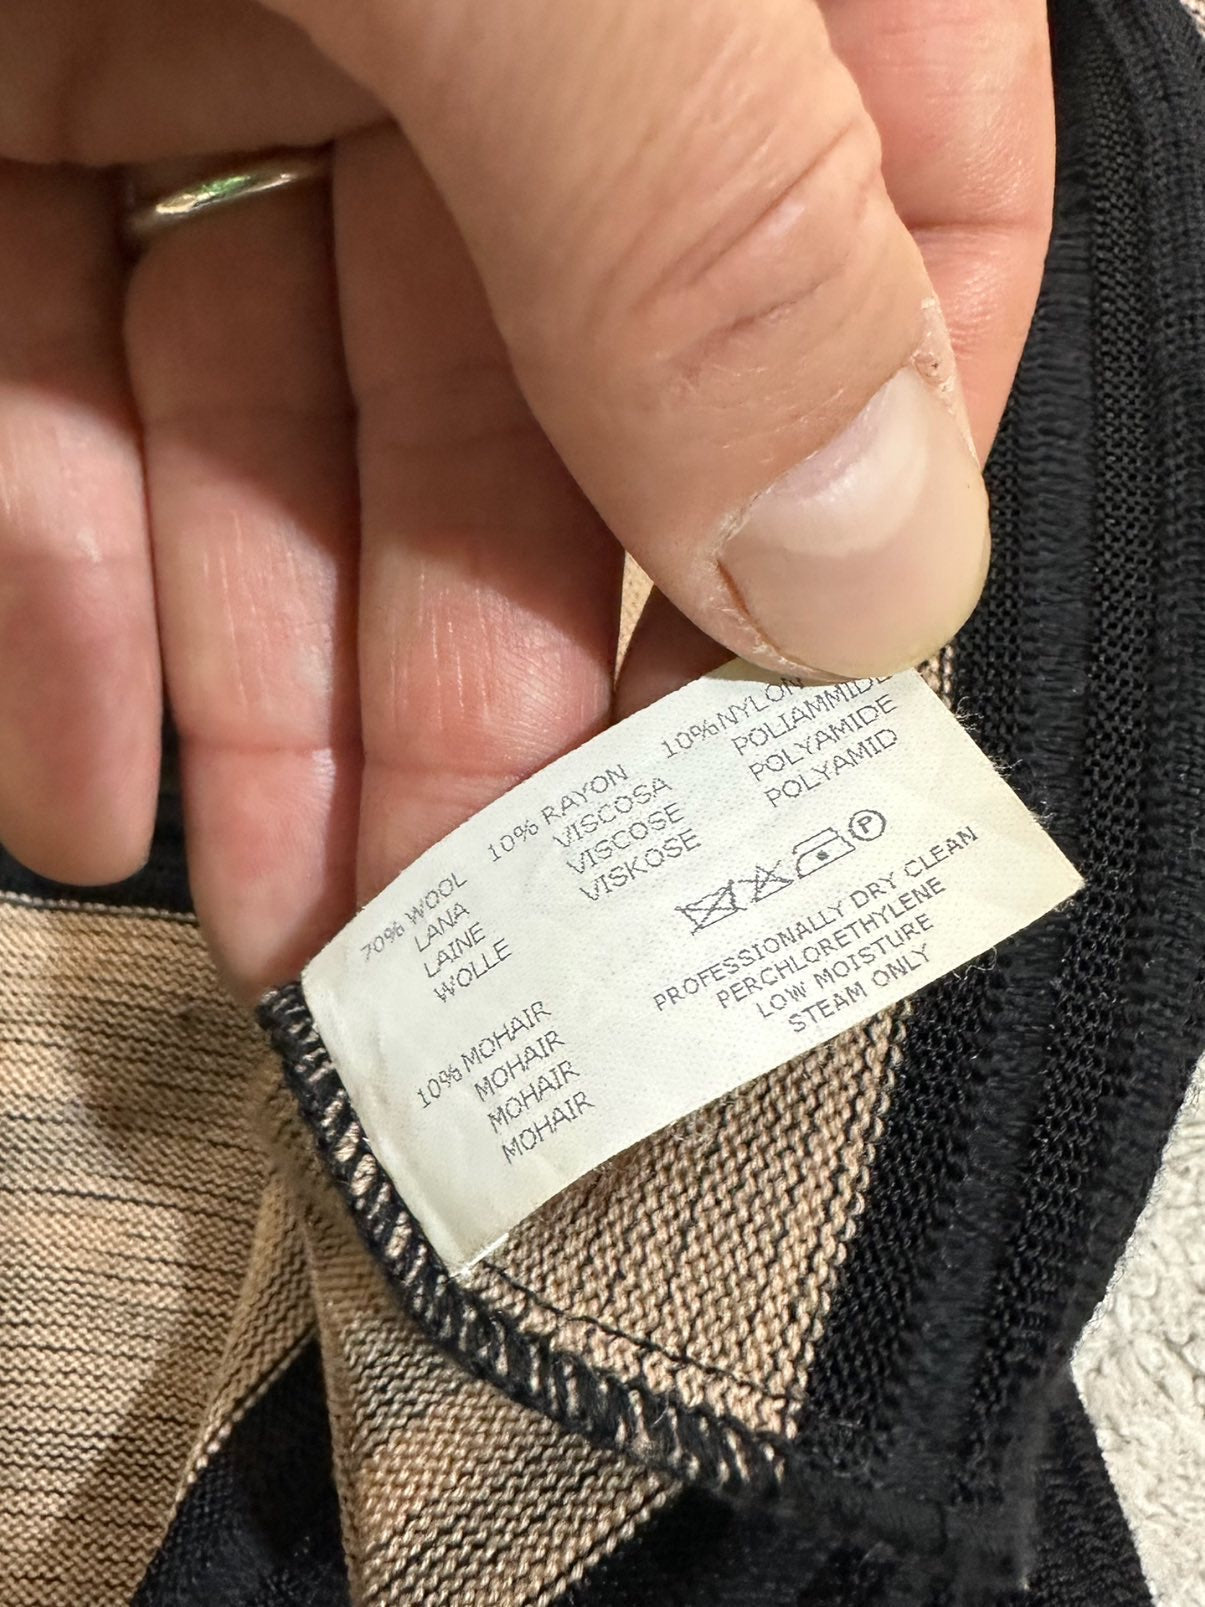 70% WOOL
LANA
LAINE
WOLLE
10% RAYON
VISCOSA
VISCOSE
VISKOSE
10% NYLON
POLIAMMIDE
POLYAMIDE
POLYAMID
10% MOHAIR
MOHAIR
MOHAIR
MOHAIR
P
PROFESSIONALLY DRY CLEAN
PERCHLORETHYLENE
LOW MOISTURE
STEAM ONLY